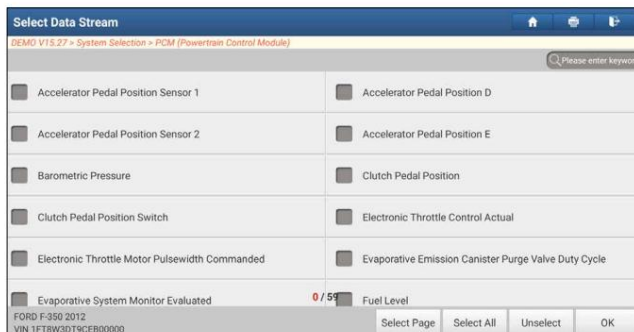 Select Data Stream
DEMO V15.27 > System Selection > PCM (Powertrain Control Module)
Please enter keywor
Accelerator Pedal Position Sensor 1
Accelerator Pedal Position D
Accelerator Pedal Position Sensor 2
Accelerator Pedal Position E
Barometric Pressure
Clutch Pedal Position
Clutch Pedal Position Switch
Electronic Throttle Control Actual
Electronic Throttle Motor Pulsewidth Commanded
Evaporative Emission Canister Purge Valve Duty Cycle
Evaporative System Monitor Evaluated
0 / 59
Fuel Level
FORD F-350 2012
VIN 1FT8W3DT9CEB00000
Select Page
Select All
Unselect
OK